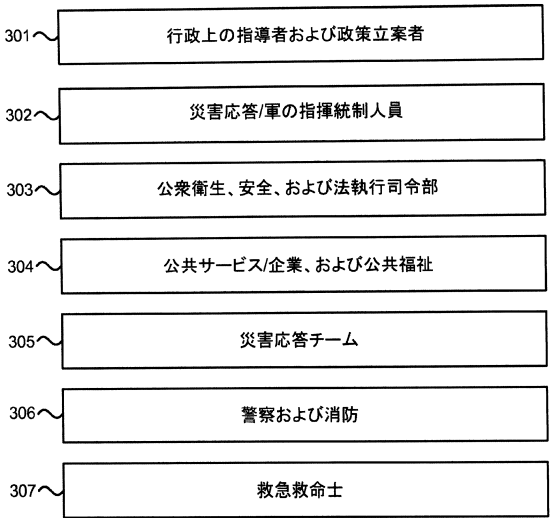 301 行政上の指導者および政策立案者
302 災害応答/軍の指揮統制人員
303 公衆衛生、安全、および法執行司令部
304 公共サービス/企業、および公共福祉
305 災害応答チーム
306 警察および消防
307 救急救命士